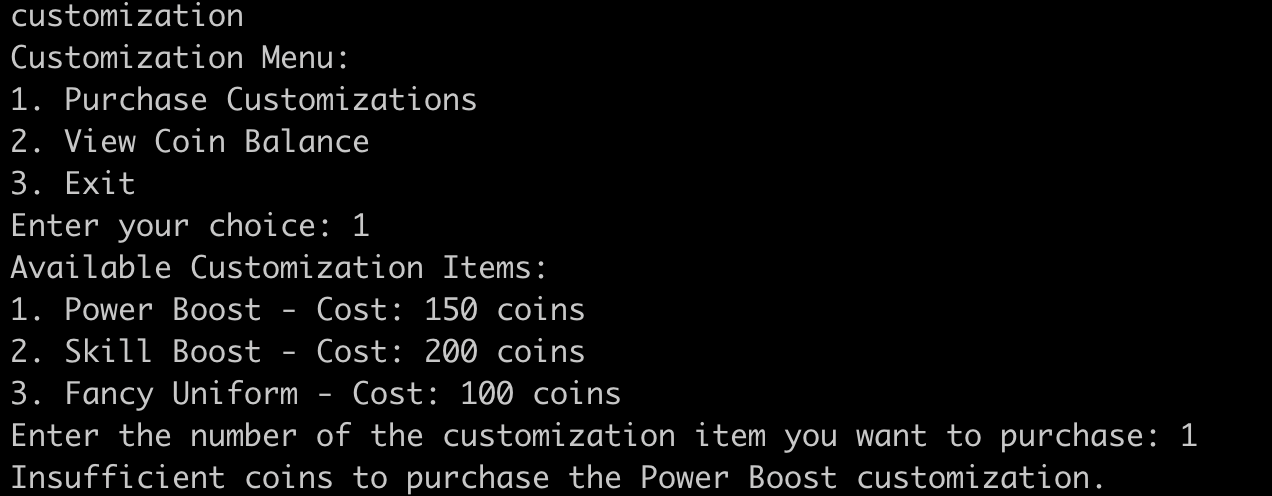 customization
Customization Menu:
1. Purchase Customizations
2. View Coin Balance
3. Exit
Enter your choice: 1
Available Customization Items:
1. Power Boost - Cost: 150 coins
2. Skill Boost - Cost: 200 coins
3. Fancy Uniform - Cost: 100 coins
Enter the number of the customization item you want to purchase: 1
Insufficient coins to purchase the Power Boost customization.